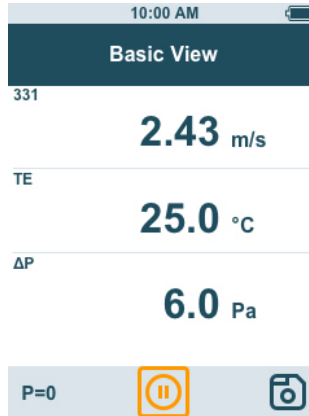 10:00 AM
Basic View
331
2.43 m/s
TE
25.0 °C
ΔP
6.0 Pa
P=0